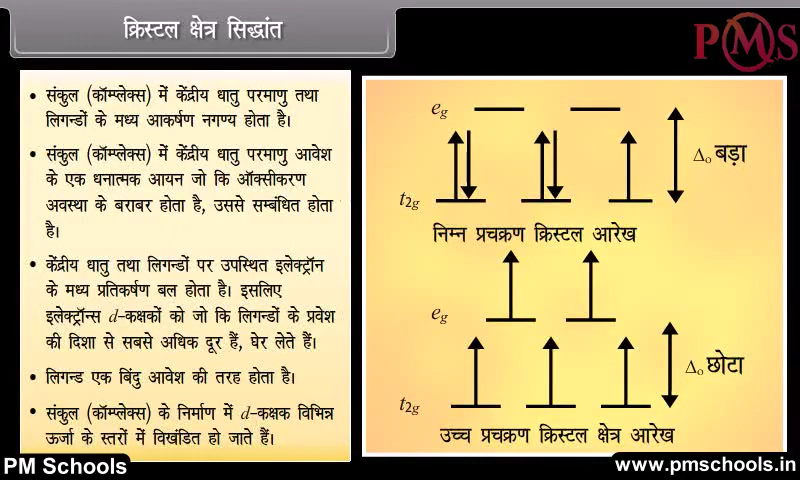 क्रिस्टल क्षेत्र सिद्धांत
PMS
• संकुल (कॉम्प्लेक्स) में केंद्रीय धातु परमाणु तथा
लिगन्डों के मध्य आकर्षण नगण्य होता है।
• संकुल (कॉम्प्लेक्स) में केंद्रीय धातु परमाणु आवेश
के एक धनात्मक आयन जो कि ऑक्सीकरण
अवस्था के बराबर होता है, उससे सम्बंधित होता
है।
• केंद्रीय धातु तथा लिगन्डों पर उपस्थित इलेक्ट्रॉन
के मध्य प्रतिकर्षण बल होता है। इसलिए
इलेक्ट्रॉन्स d-कक्षकों को जो कि लिगन्डों के प्रवेश
की दिशा से सबसे अधिक दूर हैं, घेर लेते हैं।
• लिगन्ड एक बिंदु आवेश की तरह होता है।
• संकुल (कॉम्प्लेक्स) के निर्माण में d-कक्षक विभिन्न
ऊर्जा के स्तरों में विखंडित हो जाते हैं।
eg
Δo बड़ा
t2g
निम्न प्रचक्रण क्रिस्टल आरेख
eg
Δo छोटा
t2g
उच्च प्रचक्रण क्रिस्टल क्षेत्र आरेख
PM Schools
www.pmschools.in